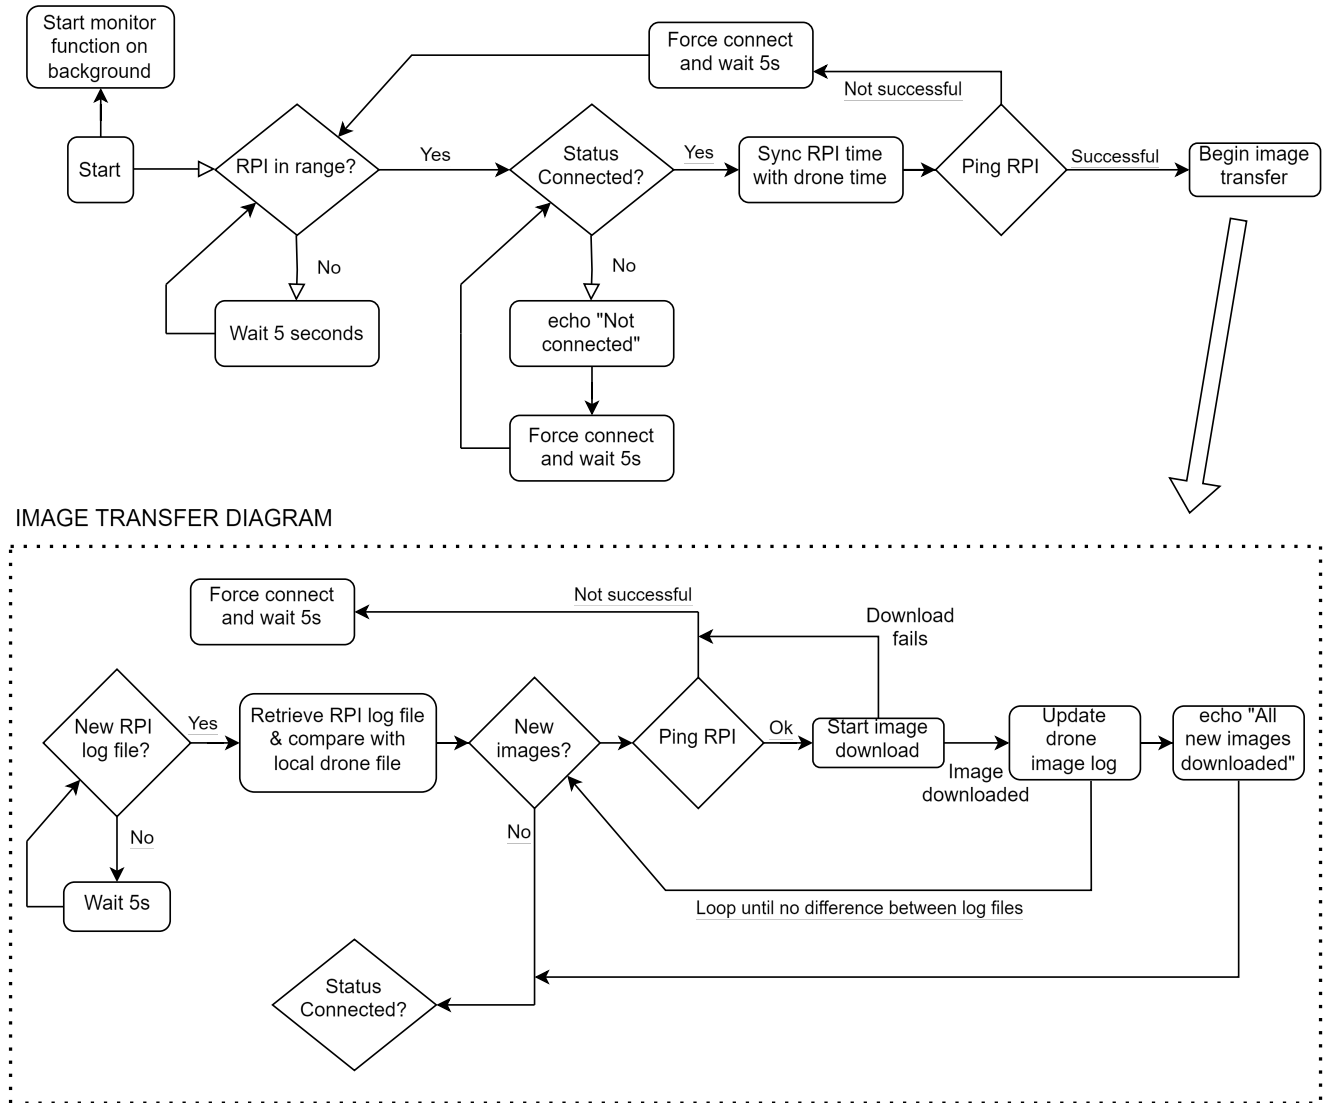 Start monitor
function on
background
Force connect
and wait 5s
Not successful
Start
RPI in range?
Yes
Status
Connected?
Yes
Sync RPI time
with drone time
Ping RPI
Successful
Begin image
transfer
No
No
Wait 5 seconds
echo "Not
connected"
Force connect
and wait 5s
IMAGE TRANSFER DIAGRAM
Force connect
and wait 5s
Not successful
Download
fails
New RPI
log file?
Yes
Retrieve RPI log file
& compare with
local drone file
New
images?
Ping RPI
Ok
Start image
download
Image
downloaded
Update
drone
image log
echo "All
new images
downloaded"
No
No
Wait 5s
Loop until no difference between log files
Status
Connected?